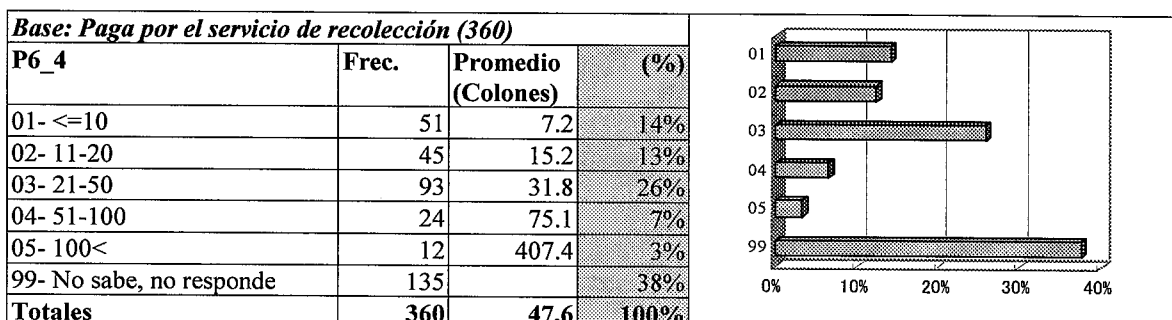 Base: Paga por el servicio de recolección (360)
P6_4 Frec. Promedio (%)
(Colones)
01- <=10 51 7.2 14%
02- 11-20 45 15.2 13%
03- 21-50 93 31.8 26%
04- 51-100 24 75.1 7%
05- 100< 12 407.4 3%
99- No sabe, no responde 135 38%
Totales 360 47.6 100%
01
02
03
04
05
99
0% 10% 20% 30% 40%